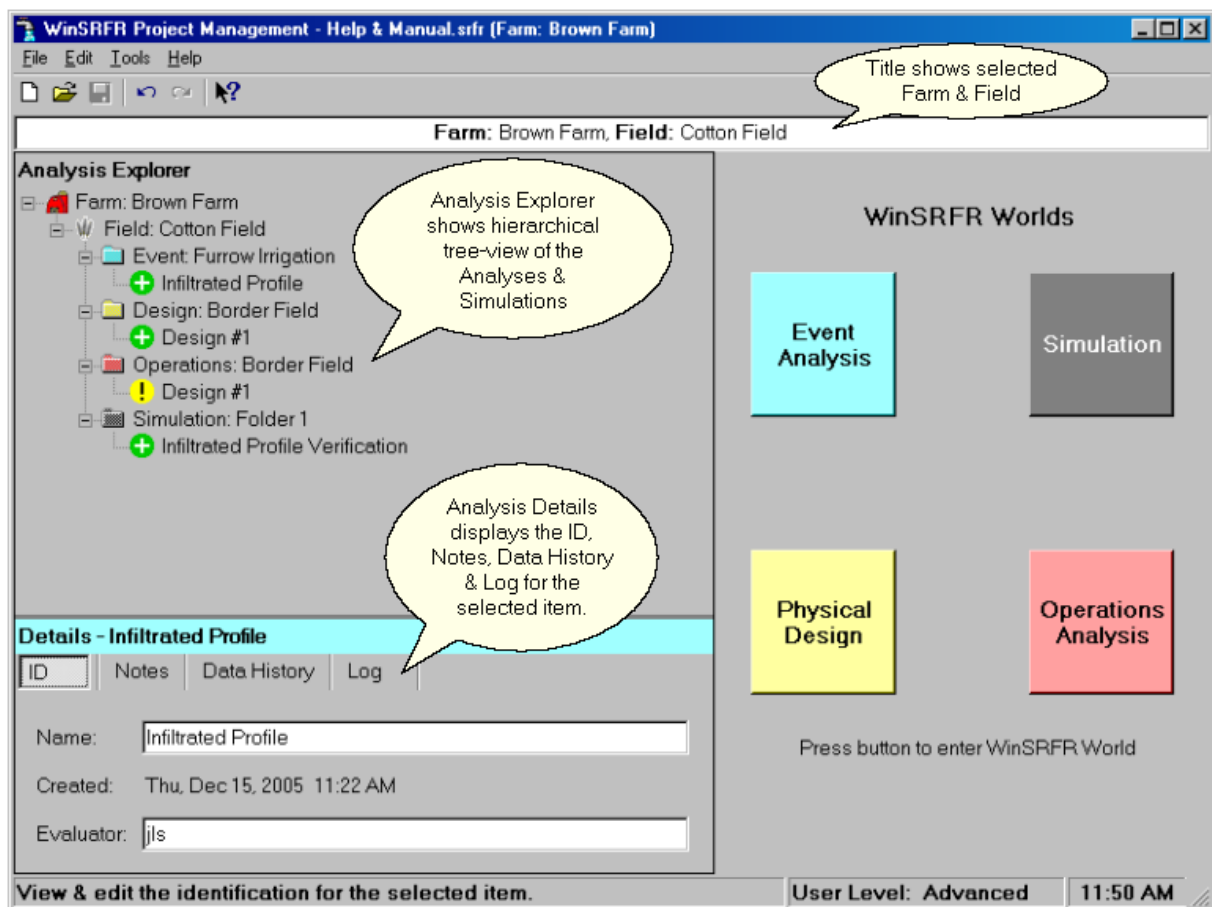 WinSRFR Project Management - Help & Manual.srfr (Farm: Brown Farm)
File Edit Tools Help
Title shows selected
Farm & Field
Farm: Brown Farm, Field: Cotton Field
Analysis Explorer
Farm: Brown Farm
Field: Cotton Field
Event: Furrow Irrigation
Infiltrated Profile
Design: Border Field
Design #1
Operations: Border Field
Design #1
Simulation: Folder 1
Infiltrated Profile Verification
Analysis Explorer
shows hierarchical
tree-view of the
Analyses &
Simulations
Analysis Details
displays the ID,
Notes, Data History
& Log for the
selected item.
Details - Infiltrated Profile
ID Notes Data History Log
Name: Infiltrated Profile
Created: Thu, Dec 15, 2005 11:22 AM
Evaluator: jls
WinSRFR Worlds
Event
Analysis
Simulation
Physical
Design
Operations
Analysis
Press button to enter WinSRFR World
View & edit the identification for the selected item.
User Level: Advanced
11:50 AM